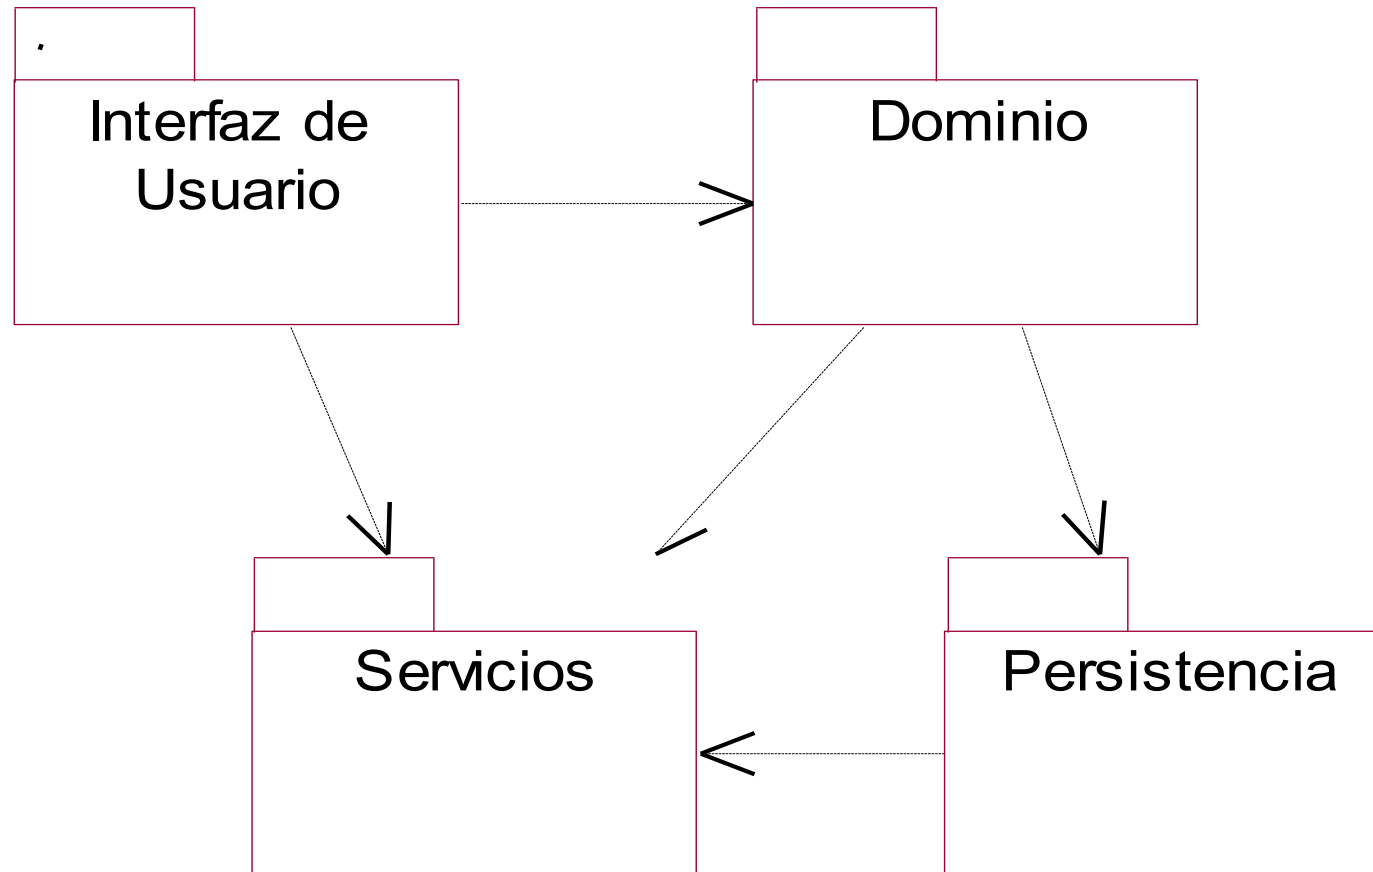 .
Interfaz de
Usuario
Dominio
Servicios
Persistencia